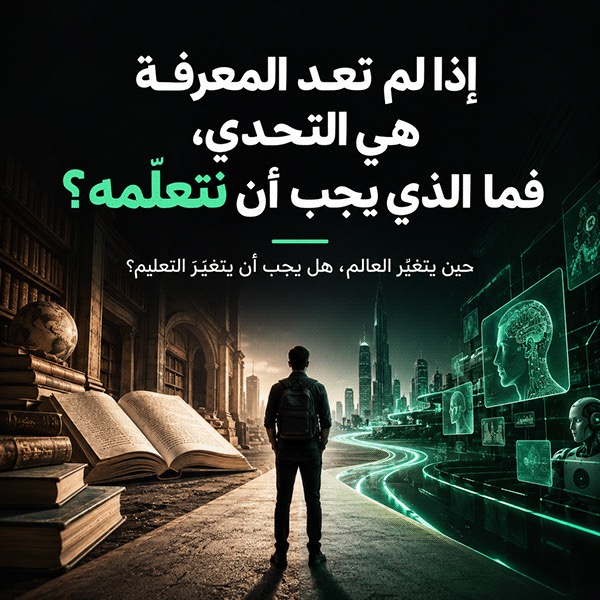 إذا لم تعد المعرفة
هي التحدي،
فما الذي يجب أن نتعلّمه؟
حين يتغيُّر العالم، هل يجب أن يتغيَرَ التعليم؟